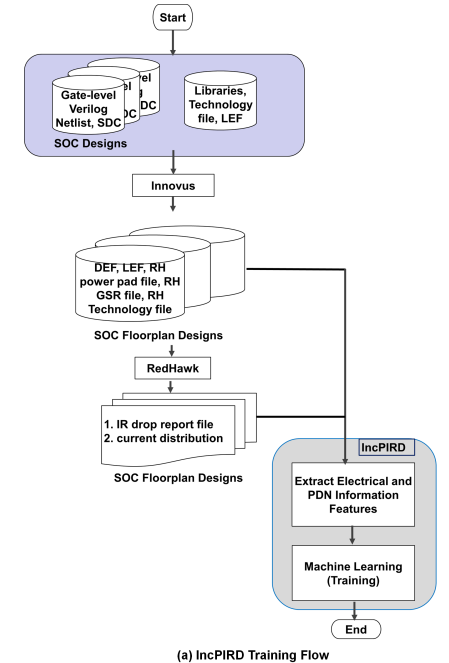 Start
Gate-level
Verilog
Netlist, SDC
Libraries,
Technology
file, LEF
SOC Designs
Innovus
DEF, LEF, RH
power pad file, RH
GSR file, RH
Technology file
SOC Floorplan Designs
RedHawk
1. IR drop report file
2. current distribution
SOC Floorplan Designs
IncPIRD
Extract Electrical and
PDN Information
Features
Machine Learning
(Training)
End
(a) IncPIRD Training Flow